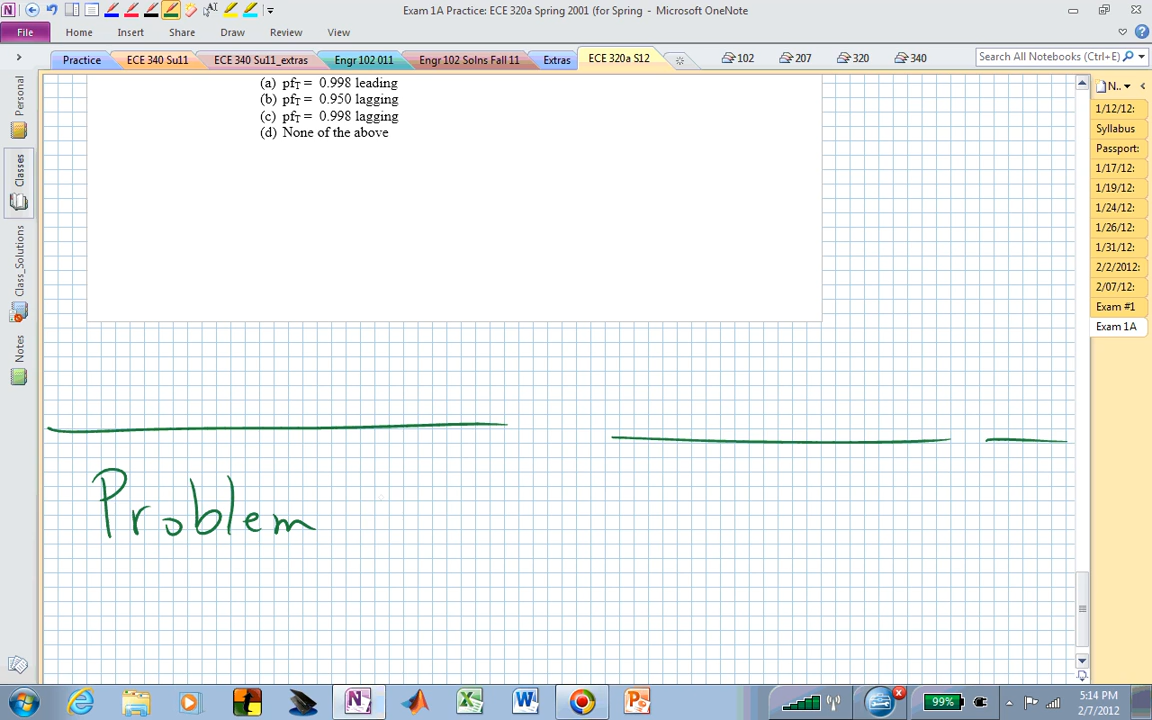 Exam 1A Practice: ECE 320a Spring 2001 (for Spring - Microsoft OneNote
File Home Insert Share Draw Review View
Practice ECE 340 Su11 ECE 340 Su11_extras Engr 102 011 Engr 102 Solns Fall 11 Extras ECE 320a S12 102 207 320 340 Search All Notebooks (Ctrl+E)
Personal
Classes
Class_Solutions
Notes
(a) pfT = 0.998 leading
(b) pfT = 0.950 lagging
(c) pfT = 0.998 lagging
(d) None of the above
Problem
N..
1/12/12:
Syllabus
Passport:
1/17/12:
1/19/12:
1/24/12:
1/26/12:
1/31/12:
2/2/2012:
2/07/12:
Exam #1
Exam 1A
99%
5:14 PM
2/7/2012